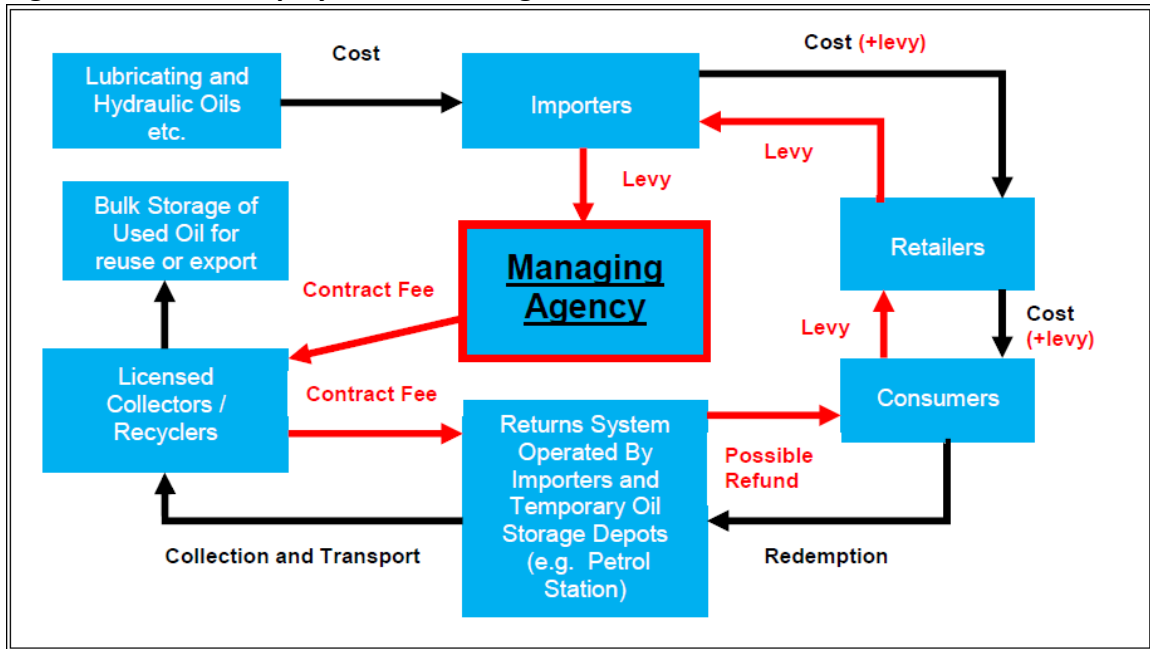 Cost
Cost (+levy)
Lubricating and
Hydraulic Oils
etc.
Importers
Levy
Levy
Bulk Storage of
Used Oil for
reuse or export
Retailers
Managing
Agency
Contract Fee
Levy
Cost
(+levy)
Licensed
Collectors /
Recyclers
Contract Fee
Consumers
Returns System
Operated By
Importers and
Temporary Oil
Storage Depots
(e.g. Petrol
Station)
Possible
Refund
Collection and Transport
Redemption